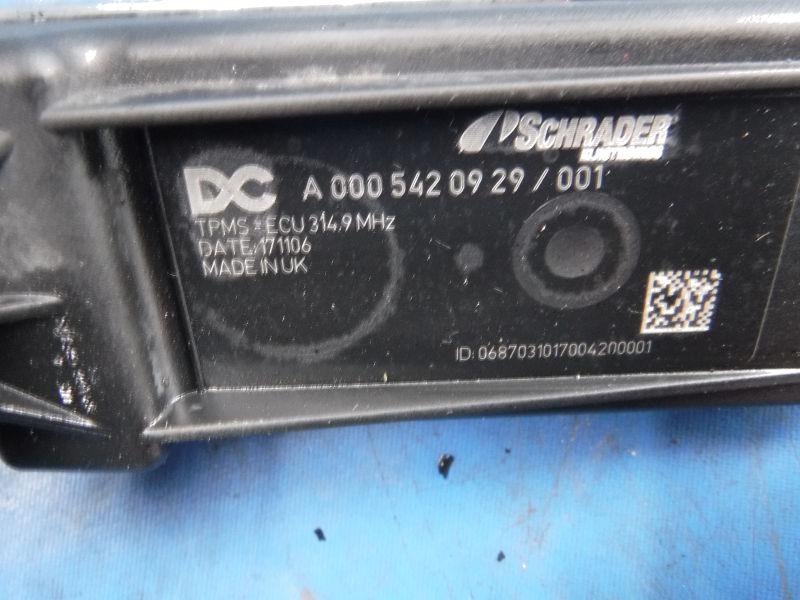 SCHRADER
ELECTRONICS
DC A 000 542 09 29 / 001
TPMS - ECU 314.9 MHz
DATE: 171106
MADE IN UK
ID: 0687031017004200001